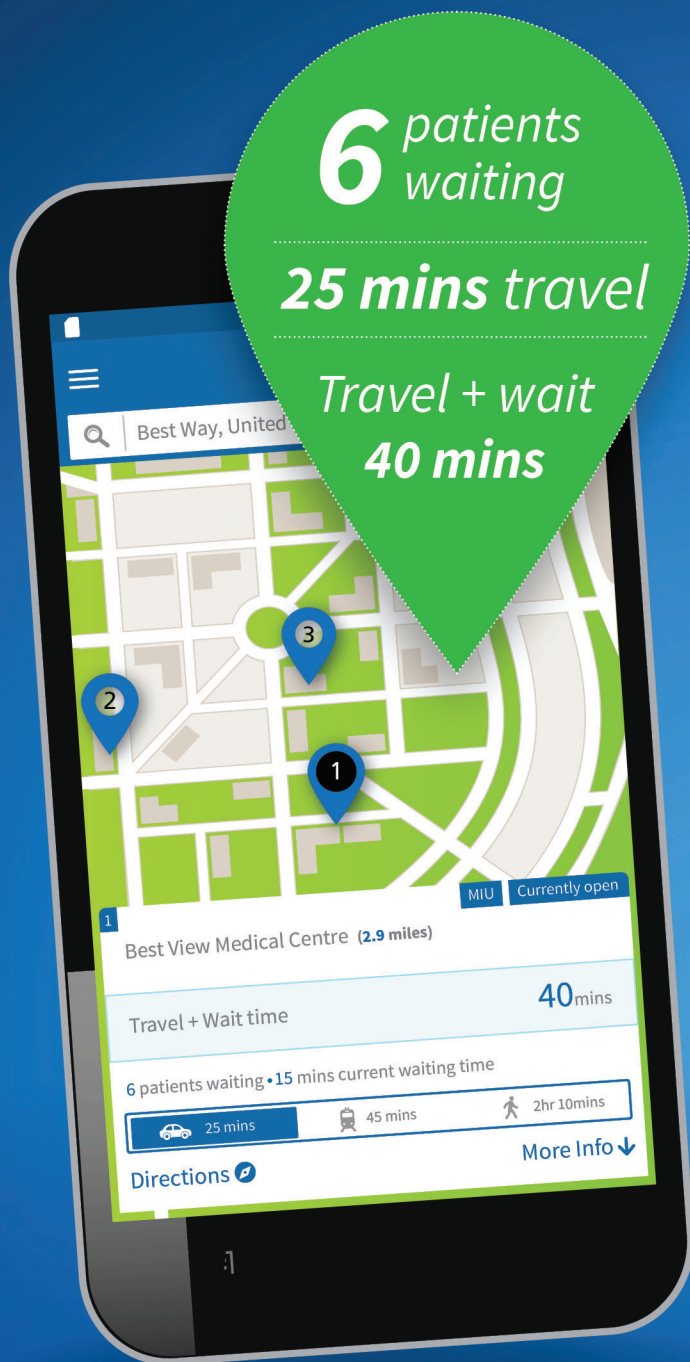 6 patients
waiting
25 mins travel
Travel + wait
40 mins
Best Way, United
3
2
1
MIU Currently open
1
Best View Medical Centre (2.9 miles)
Travel + Wait time 40mins
6 patients waiting • 15 mins current waiting time
25 mins 45 mins 2hr 10mins
Directions More Info